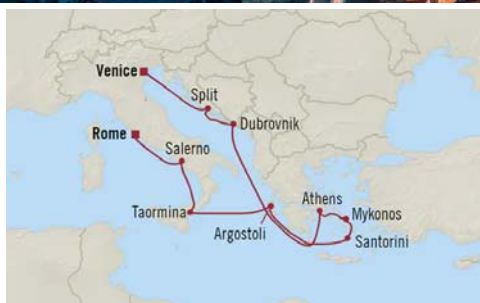 Venice
Split
Dubrovnik
Rome
Salerno
Taormina
Argostoli
Athens
Mykonos
Santorini